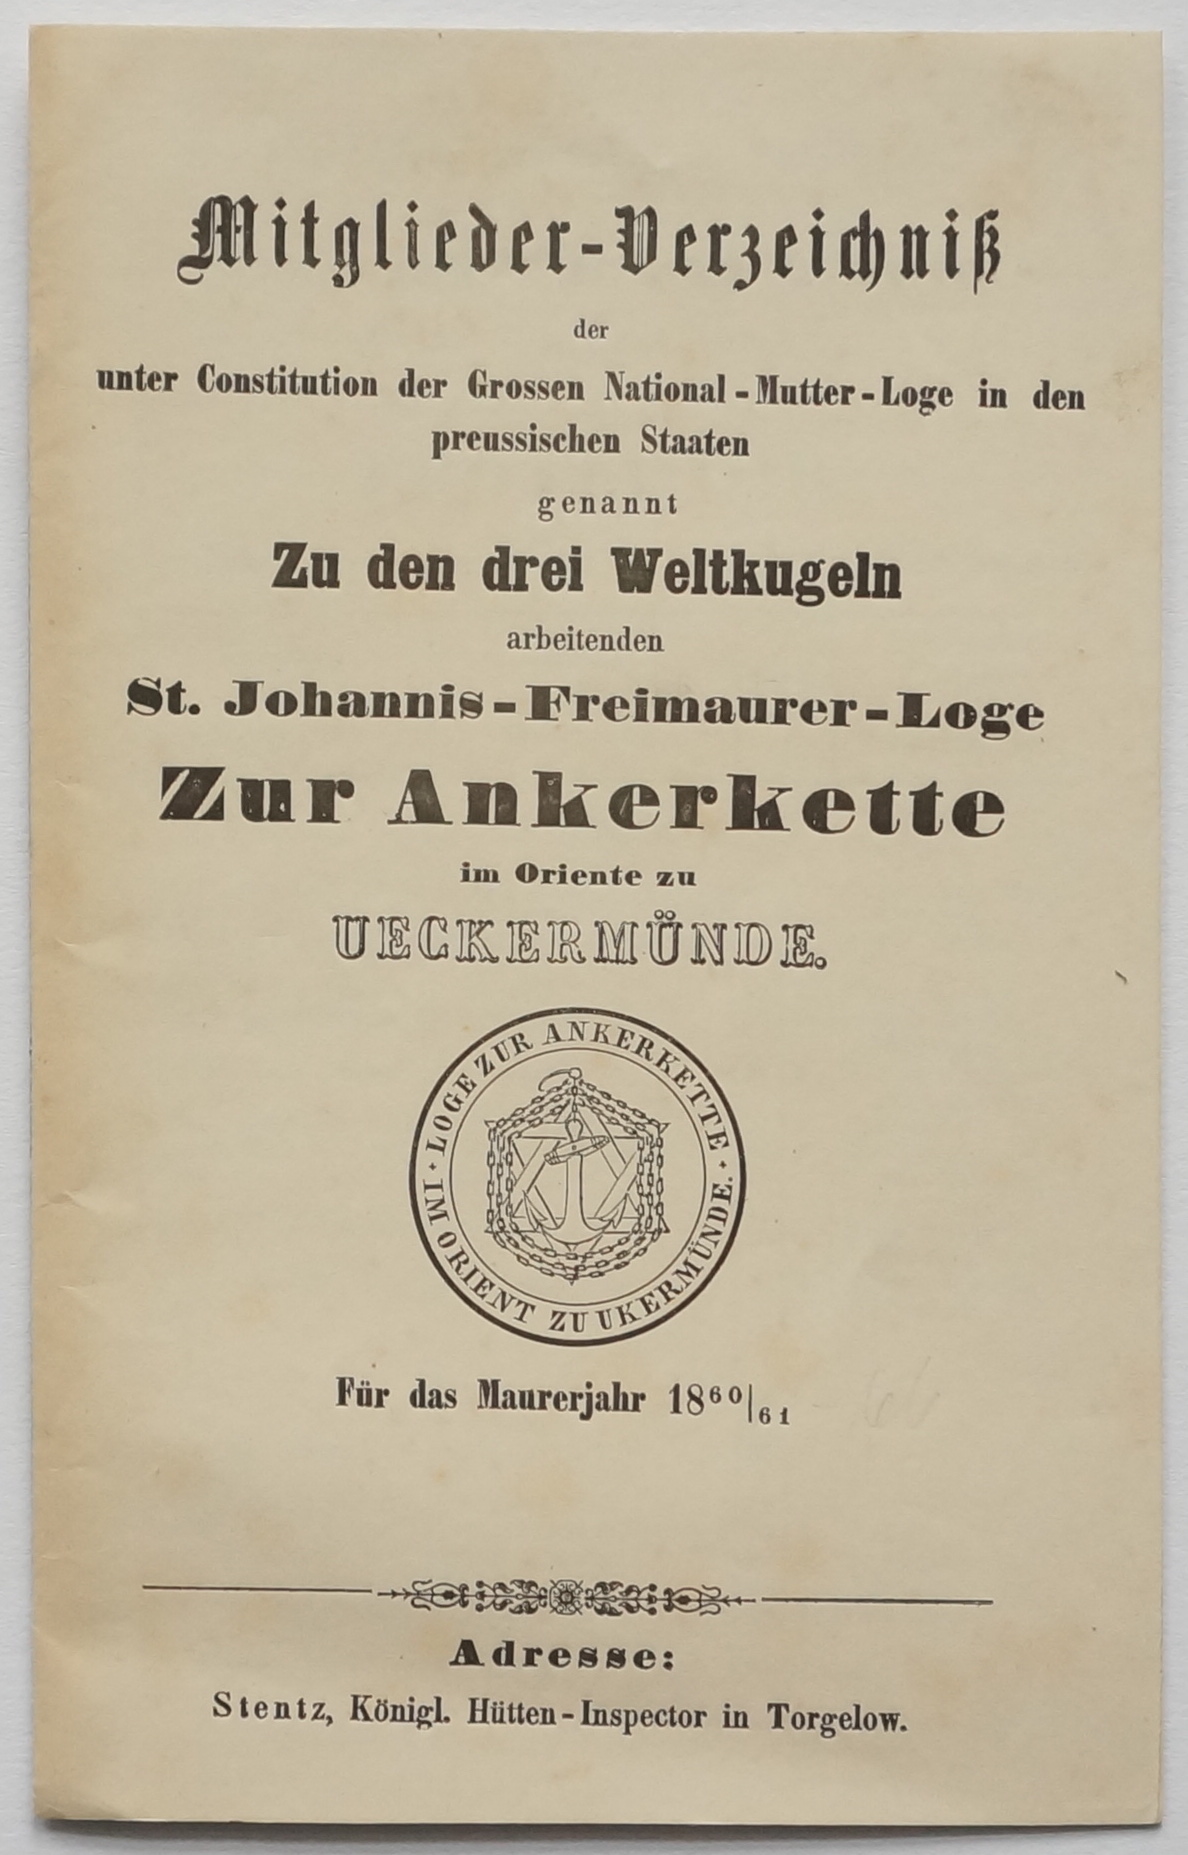 Mitglieder-Verzeichniß
der
unter Constitution der Grossen National-Mutter-Loge in den
preussischen Staaten
genannt
Zu den drei Weltkugeln
arbeitenden
St. Johannis-Freimaurer-Loge
Zur Ankerkette
im Oriente zu
UECKERMÜNDE.
LOGE ZUR ANKERKETTE · IM ORIENT ZU UKERMÜNDE.
Für das Maurerjahr 1860/61
Adresse:
Stentz, Königl. Hütten-Inspector in Torgelow.